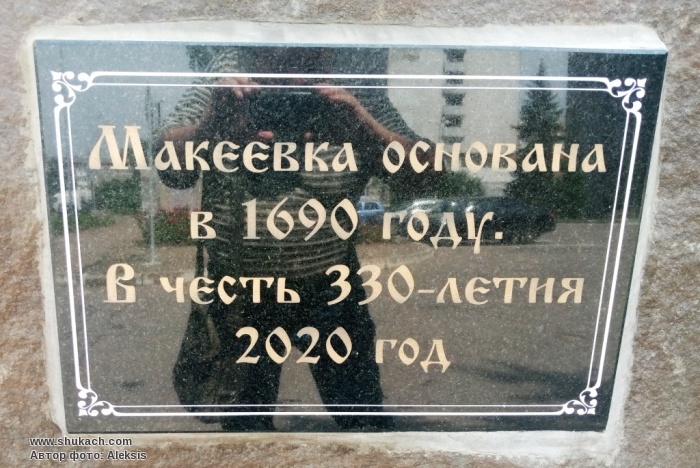 Макеевка основана
в 1690 году.
В честь 330-летия
2020 год
www.shukach.com
Автор фото: Aleksis